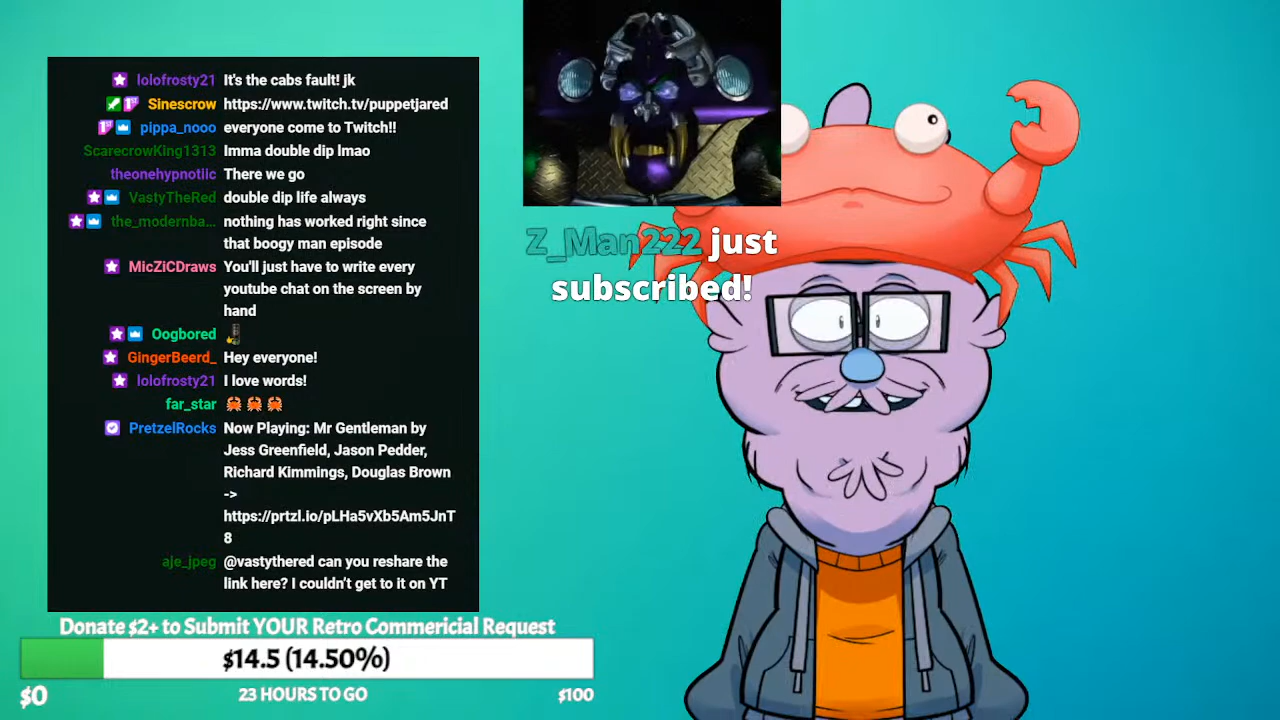 lolofrosty21 It's the cabs fault! jk
Sinescrow https://www.twitch.tv/puppetjared
pippa_nooo everyone come to Twitch!!
ScarecrowKing1313 Imma double dip lmao
theonehypnotiic There we go
VastyTheRed double dip life always
the_modernba... nothing has worked right since
that boogy man episode
MicZiCDraws You'll just have to write every
youtube chat on the screen by
hand
Oogbored
GingerBeerd_ Hey everyone!
lolofrosty21 I love words!
far_star
PretzelRocks Now Playing: Mr Gentleman by
Jess Greenfield, Jason Pedder,
Richard Kimmings, Douglas Brown
->
https://prtzl.io/pLHa5vXb5Am5JnT
8
aje_jpeg @vastythered can you reshare the
link here? I couldn't get to it on YT
Z_Man222 just
subscribed!
Donate $2+ to Submit YOUR Retro Commericial Request
$14.5 (14.50%)
$0 23 HOURS TO GO $100